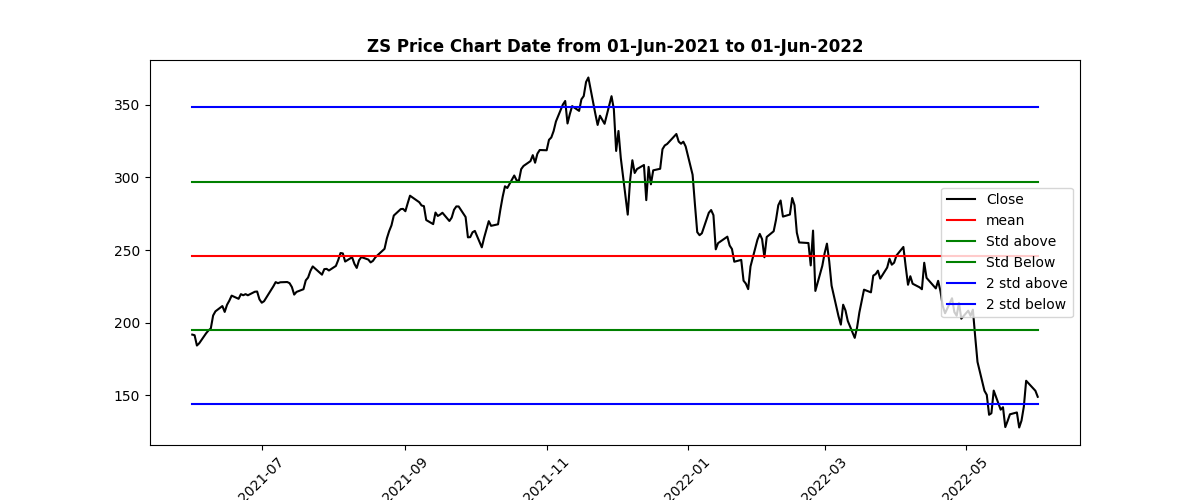 ZS Price Chart Date from 01-Jun-2021 to 01-Jun-2022
350
300
250
200
150
Close
mean
Std above
Std Below
2 std above
2 std below
2021-07
2021-09
2021-11
2022-01
2022-03
2022-05